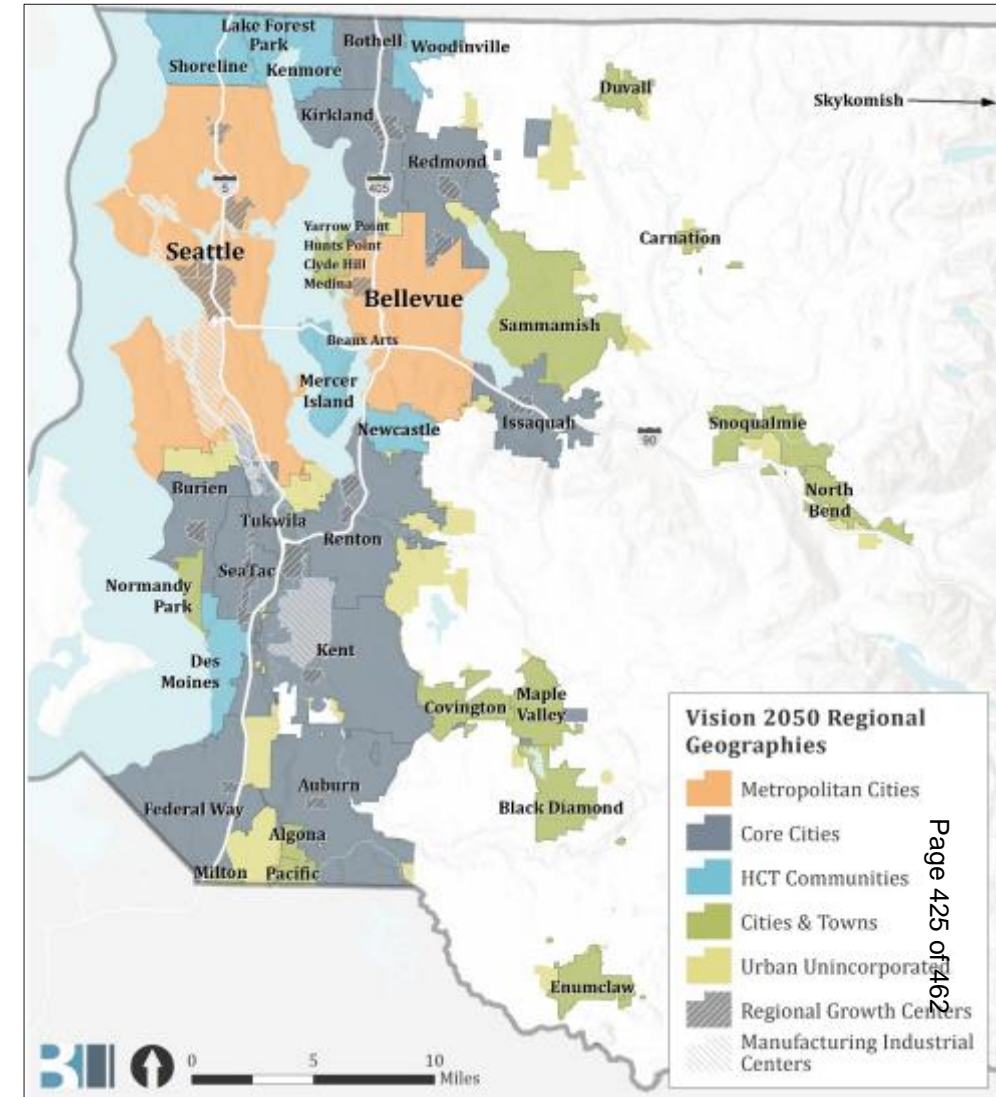 Lake Forest
Park
Bothell
Woodinville
Shoreline
Kenmore
Duvall
Skykomish
Kirkland
Redmond
5
405
Yarrow Point
Hunts Point
Clyde Hill
Medina
Carnation
Seattle
Bellevue
Sammamish
Beaux Arts
Mercer
Island
Newcastle
Issaquah
90
Snoqualmie
North
Bend
Burien
Tukwila
Renton
SeaTac
Normandy
Park
Kent
Des
Moines
Covington
Maple
Valley
Black Diamond
Federal Way
Auburn
Algona
Milton
Pacific
Enumclaw
Vision 2050 Regional
Geographies
Metropolitan Cities
Core Cities
HCT Communities
Cities & Towns
Urban Unincorporated
Regional Growth Centers
Manufacturing Industrial
Centers
Page 425 of 462
0 5 10
Miles